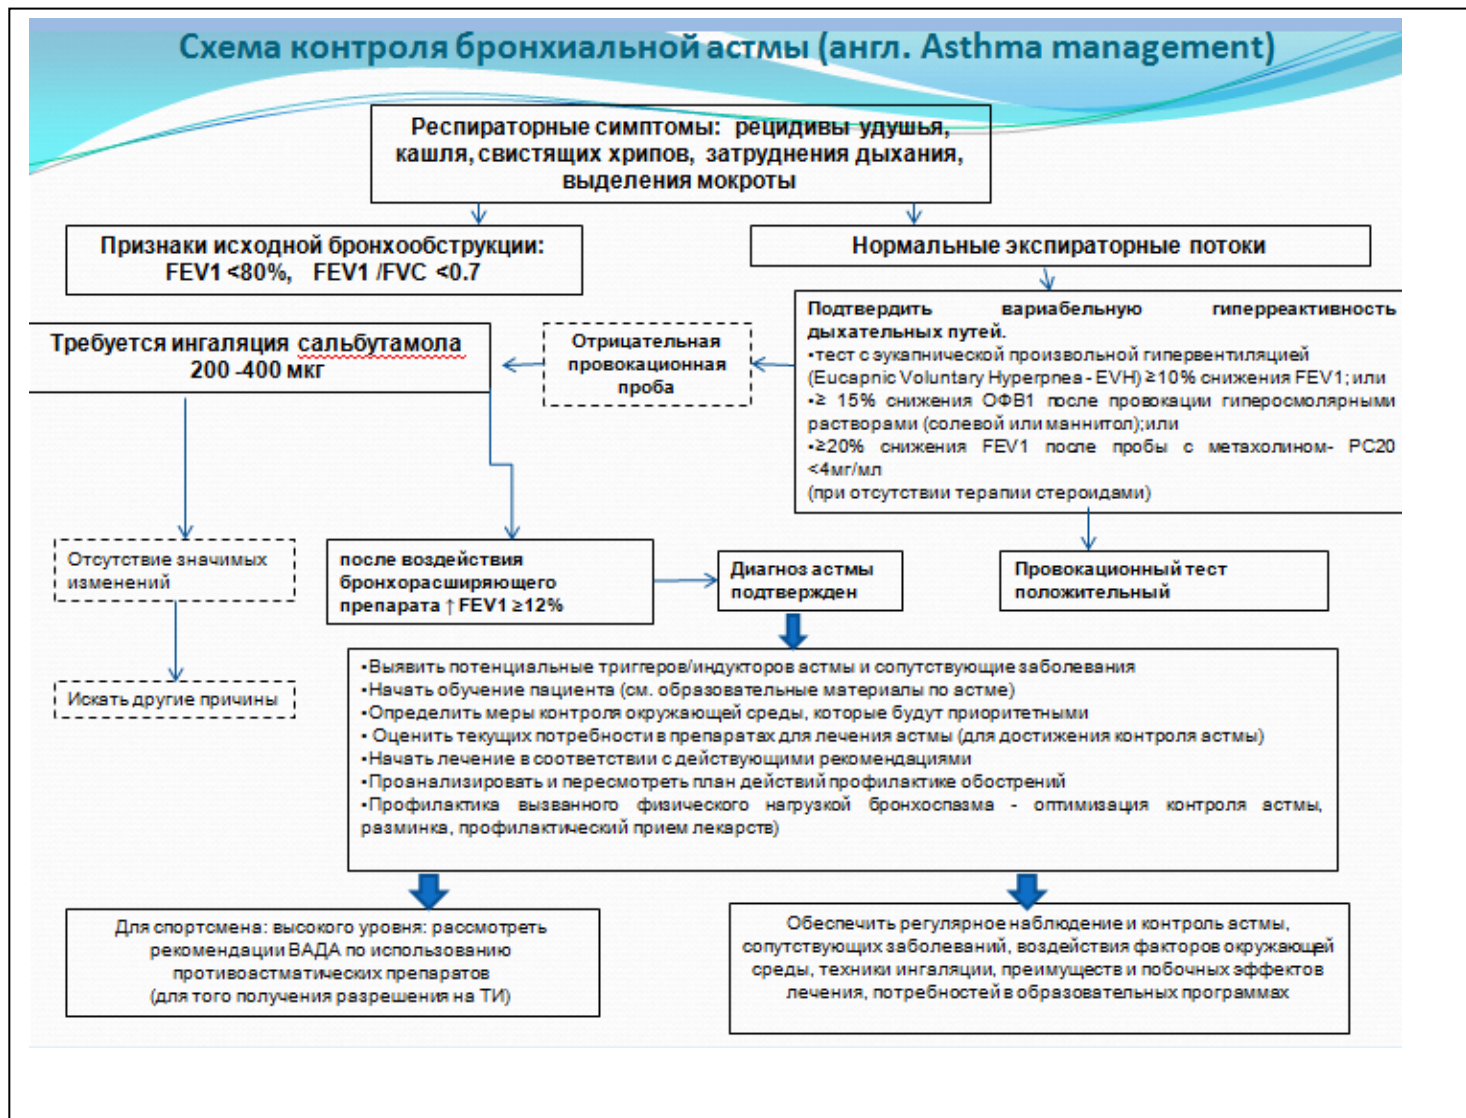 Схема контроля бронхиальной астмы (англ. Asthma management)
Респираторные симптомы: рецидивы удушья,
кашля, свистящих хрипов, затруднения дыхания,
выделения мокроты
Признаки исходной бронхообструкции:
FEV1 <80%, FEV1 /FVC <0.7
Нормальные экспираторные потоки
Требуется ингаляция сальбутамола
200 -400 мкг
Отрицательная
провокационная
проба
Подтвердить вариабельную гиперреактивность
дыхательных путей.
•тест с эукапнической произвольной гипервентиляцией
(Eucapnic Voluntary Hyperpnea - EVH) ≥10% снижения FEV1; или
•≥ 15% снижения ОФВ1 после провокации гиперосмолярными
растворами (солевой или маннитол);или
•≥20% снижения FEV1 после пробы с метахолином- PC20
<4мг/мл
(при отсутствии терапии стероидами)
Отсутствие значимых
изменений
после воздействия
бронхорасширяющего
препарата ↑ FEV1 ≥12%
Диагноз астмы
подтвержден
Провокационный тест
положительный
Искать другие причины
•Выявить потенциальные триггеров/индукторов астмы и сопутствующие заболевания
•Начать обучение пациента (см. образовательные материалы по астме)
•Определить меры контроля окружающей среды, которые будут приоритетными
• Оценить текущих потребности в препаратах для лечения астмы (для достижения контроля астмы)
•Начать лечение в соответствии с действующими рекомендациями
•Проанализировать и пересмотреть план действий профилактике обострений
•Профилактика вызванного физического нагрузкой бронхоспазма - оптимизация контроля астмы,
разминка, профилактический прием лекарств)
Для спортсмена: высокого уровня: рассмотреть
рекомендации ВАДА по использованию
противоастматических препаратов
(для того получения разрешения на ТИ)
Обеспечить регулярное наблюдение и контроль астмы,
сопутствующих заболеваний, воздействия факторов окружающей
среды, техники ингаляции, преимуществ и побочных эффектов
лечения, потребностей в образовательных программах